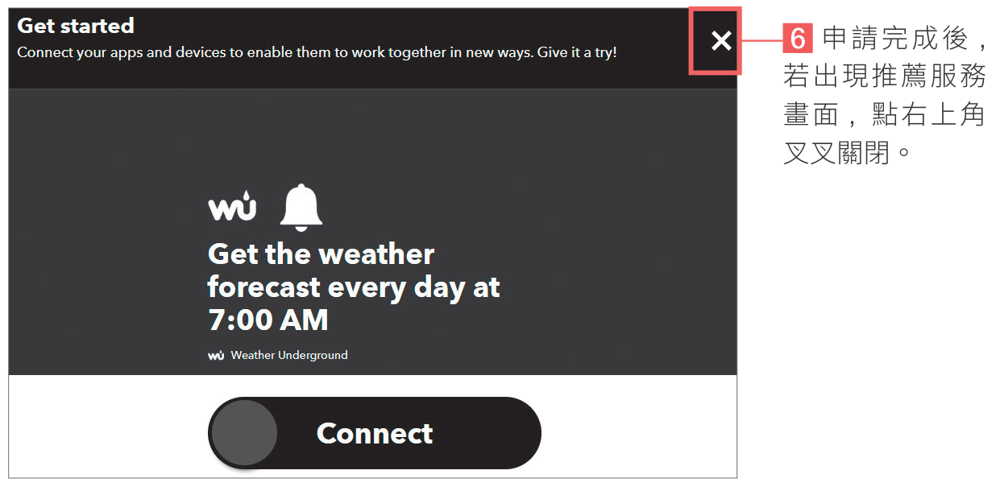 Get started
Connect your apps and devices to enable them to work together in new ways. Give it a try!
6 申請完成後，
若出現推薦服務
畫面，點右上角
叉叉關閉。
wu
Get the weather
forecast every day at
7:00 AM
wu Weather Underground
Connect